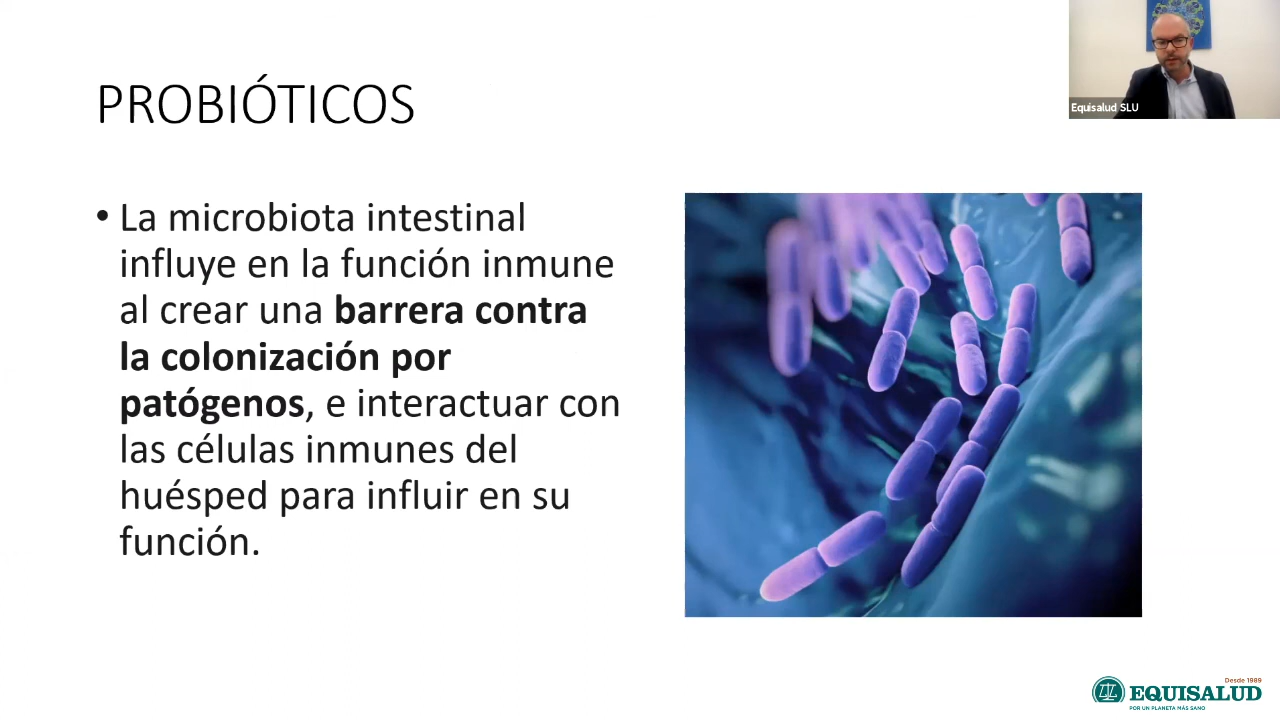 PROBIÓTICOS
Equisalud SLU
• La microbiota intestinal
influye en la función inmune
al crear una barrera contra
la colonización por
patógenos, e interactuar con
las células inmunes del
huésped para influir en su
función.
Desde 1989
EQUISALUD
POR UN PLANETA MÁS SANO